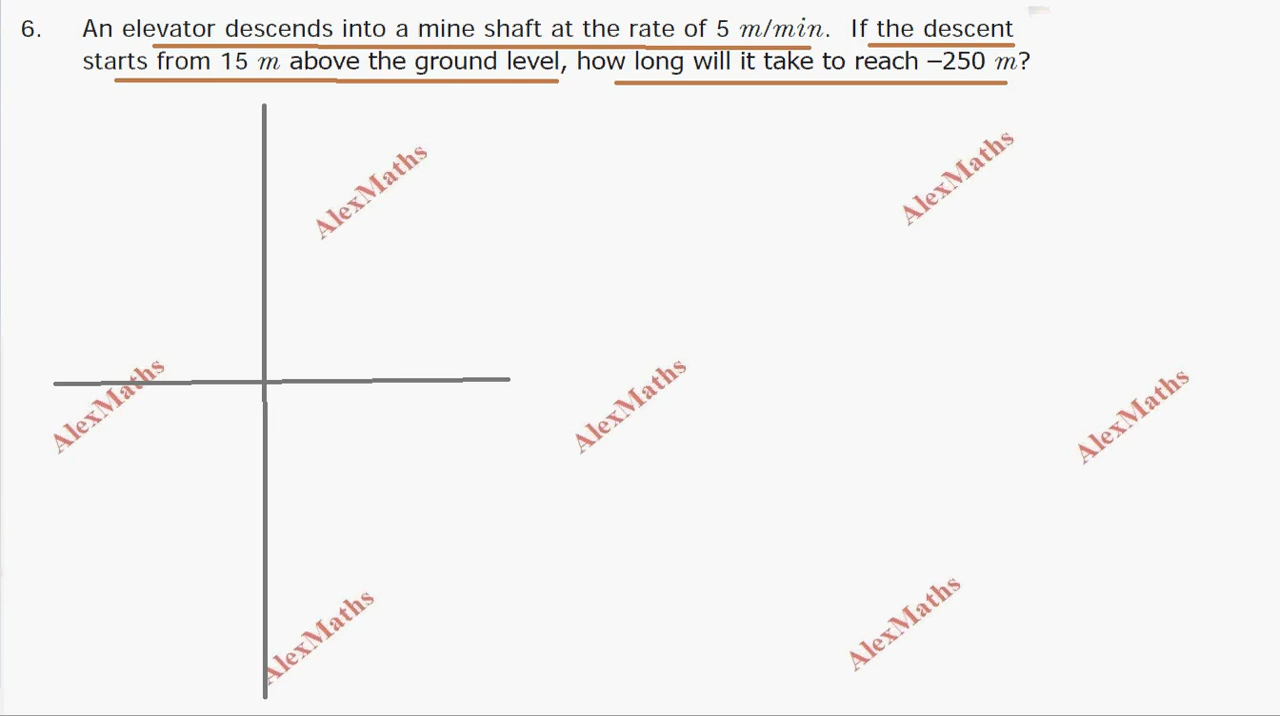 6. An elevator descends into a mine shaft at the rate of 5 m/min. If the descent
starts from 15 m above the ground level, how long will it take to reach –250 m?
AlexMaths
AlexMaths
AlexMaths
AlexMaths
AlexMaths
AlexMaths
AlexMaths